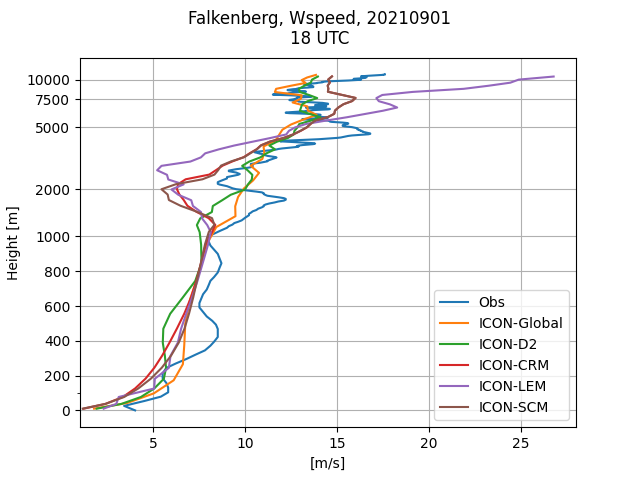 Falkenberg, Wspeed, 20210901
18 UTC
Height [m]
10000
7500
5000
2000
1000
800
600
400
200
0
Obs
ICON-Global
ICON-D2
ICON-CRM
ICON-LEM
ICON-SCM
5
10
15
20
25
[m/s]